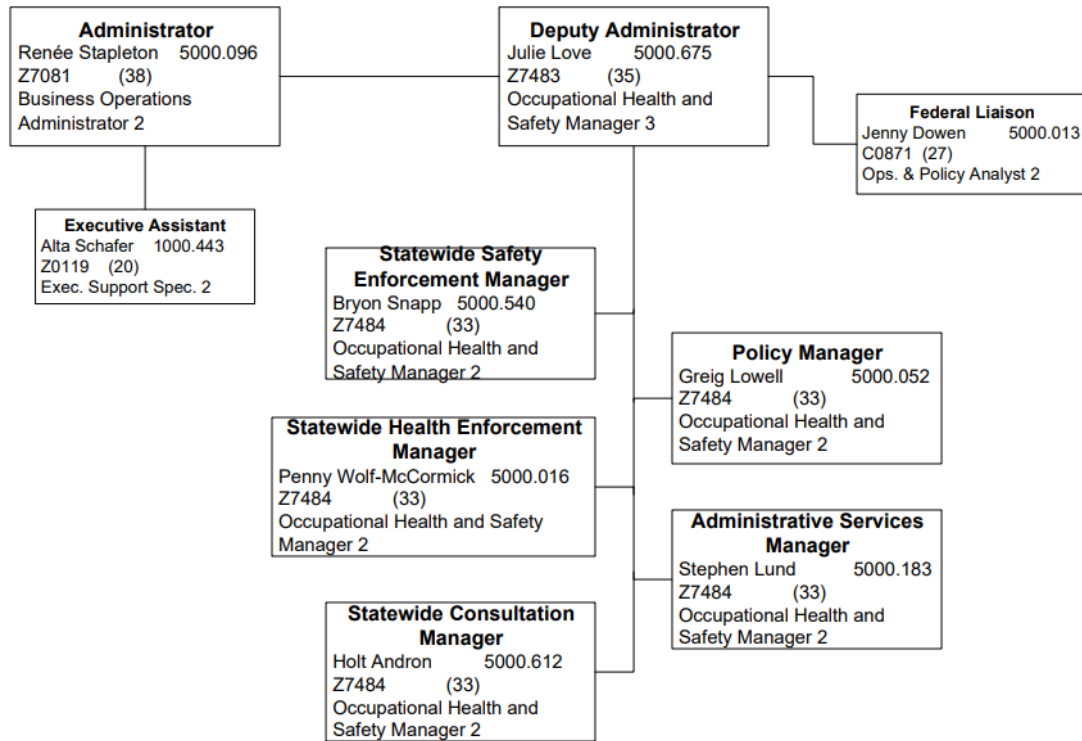 Administrator
Renée Stapleton 5000.096
Z7081 (38)
Business Operations
Administrator 2
Deputy Administrator
Julie Love 5000.675
Z7483 (35)
Occupational Health and
Safety Manager 3
Federal Liaison
Jenny Dowen 5000.013
C0871 (27)
Ops. & Policy Analyst 2
Executive Assistant
Alta Schafer 1000.443
Z0119 (20)
Exec. Support Spec. 2
Statewide Safety
Enforcement Manager
Bryon Snapp 5000.540
Z7484 (33)
Occupational Health and
Safety Manager 2
Policy Manager
Greig Lowell 5000.052
Z7484 (33)
Occupational Health and
Safety Manager 2
Statewide Health Enforcement
Manager
Penny Wolf-McCormick 5000.016
Z7484 (33)
Occupational Health and Safety
Manager 2
Administrative Services
Manager
Stephen Lund 5000.183
Z7484 (33)
Occupational Health and
Safety Manager 2
Statewide Consultation
Manager
Holt Andron 5000.612
Z7484 (33)
Occupational Health and
Safety Manager 2